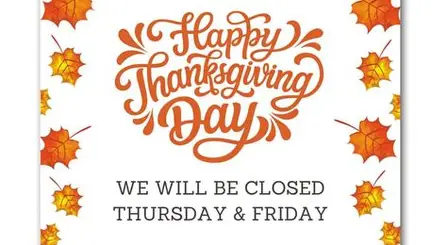 Happy
Thanksgiving
Day
WE WILL BE CLOSED
THURSDAY & FRIDAY